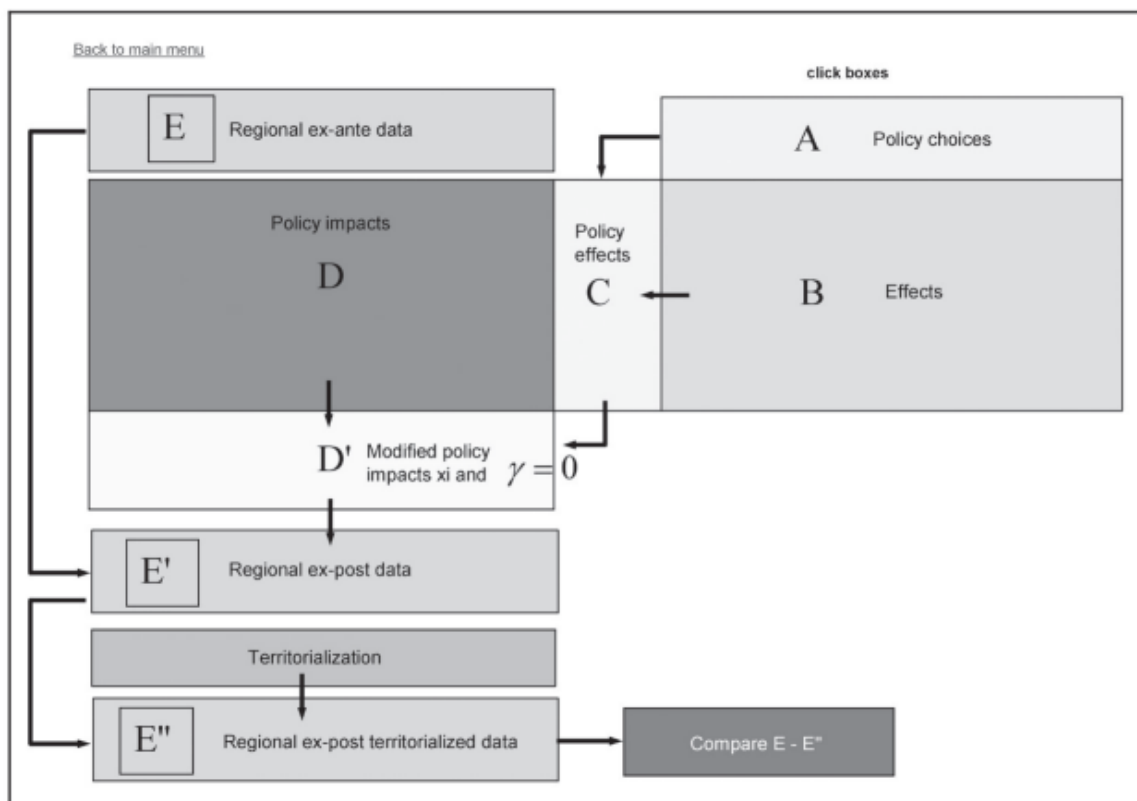 Back to main menu
click boxes
E Regional ex-ante data
A Policy choices
Policy impacts
D
Policy
effects
C
B Effects
D' Modified policy
impacts xi and γ = 0
E' Regional ex-post data
Territorialization
E" Regional ex-post territorialized data
Compare E - E"